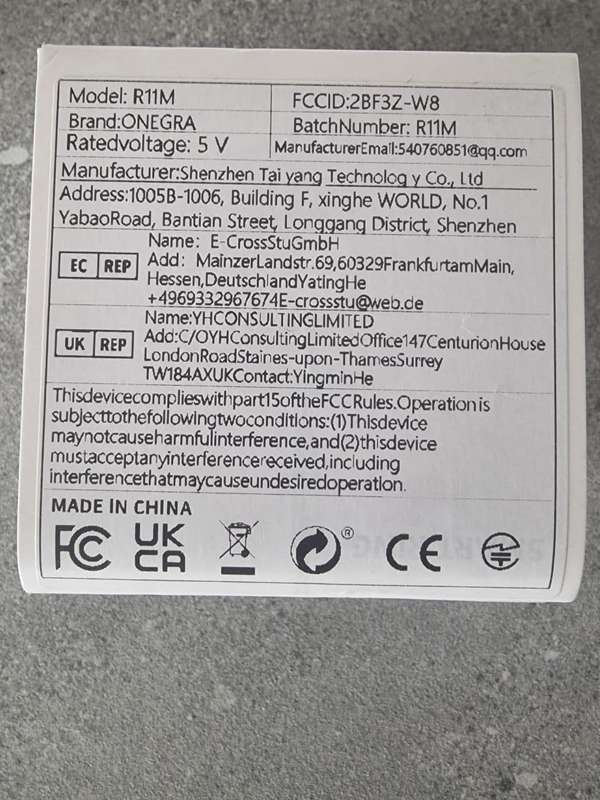 Model: R11M
FCCID:2BF3Z-W8
Brand:ONEGRA
BatchNumber: R11M
Ratedvoltage: 5 V
ManufacturerEmail:540760851@qq.com
Manufacturer:Shenzhen Tai yang Technolog y Co., Ltd
Address:1005B-1006, Building F, xinghe WORLD, No.1
YabaoRoad, Bantian Street, Longgang District, Shenzhen
EC REP
Name: E-CrossStuGmbH
Add: MainzerLandstr.69,60329FrankfurtamMain,
Hessen,DeutschlandYatingHe
+4969332967674E-crossstu@web.de
UK REP
Name:YHCONSULTINGLIMITED
Add:C/OYHConsultingLimitedOffice147CenturionHouse
LondonRoadStaines-upon-ThamesSurrey
TW184AXUKContact:YingminHe
Thisdevicecomplieswithpart15oftheFCCRules.Operationis
subjecttothefollowingtwoconditions:(1)Thisdevice
maynotcauseharmfulinterference,and(2)thisdevice
mustacceptanyinterferencereceived,including
interferencethatmaycauseundesiredoperation.
MADE IN CHINA
FCC UK CA ® CE